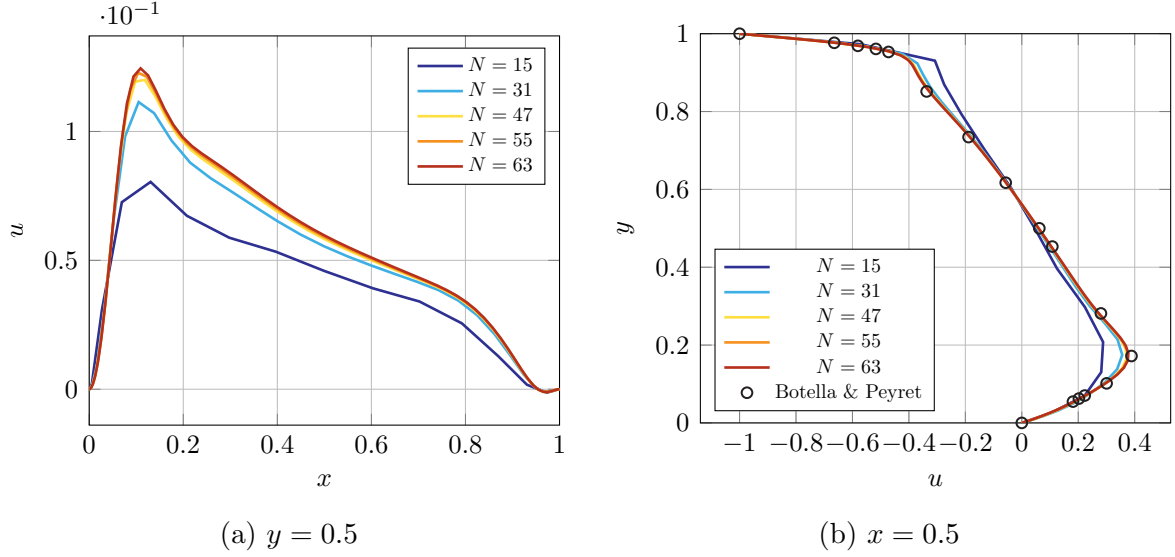 ·10⁻¹
u
1
0.5
0
0 0.2 0.4 0.6 0.8 1
x
N = 15
N = 31
N = 47
N = 55
N = 63
(a) y = 0.5
y
1
0.8
0.6
0.4
0.2
0
−1 −0.8 −0.6 −0.4 −0.2 0 0.2 0.4
u
N = 15
N = 31
N = 47
N = 55
N = 63
Botella & Peyret
(b) x = 0.5